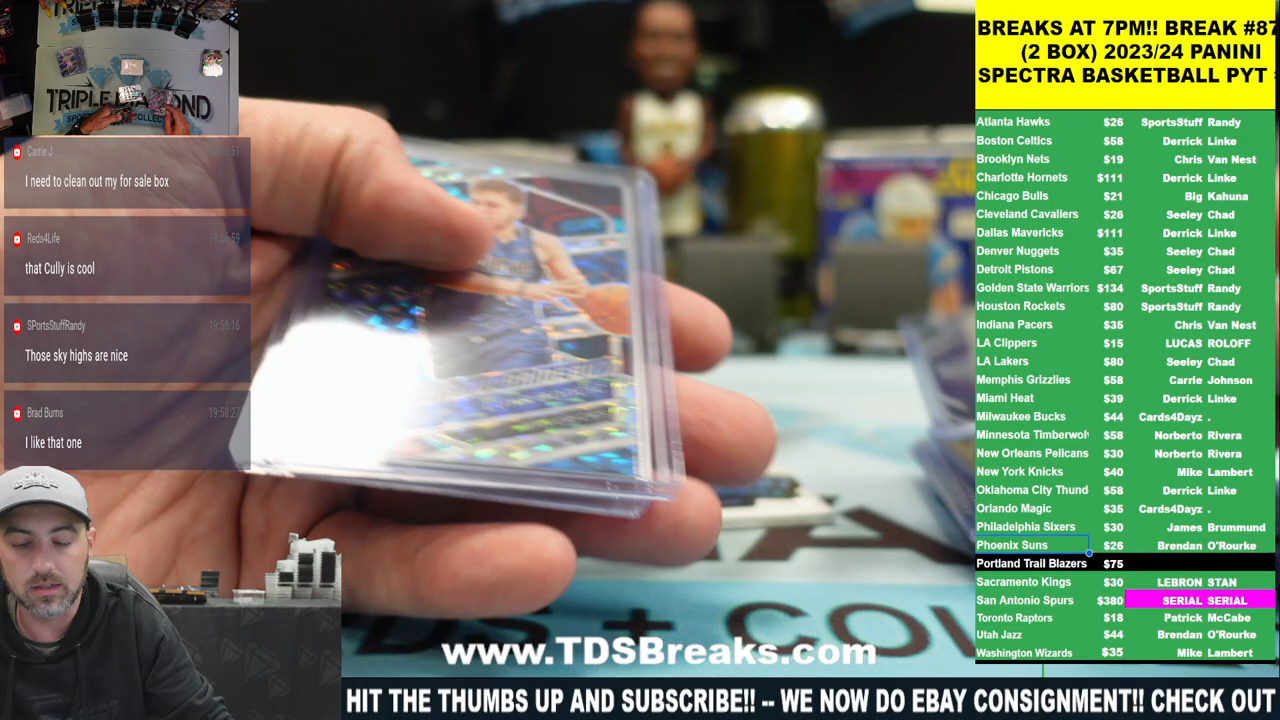 BREAKS AT 7PM!! BREAK #87
(2 BOX) 2023/24 PANINI
SPECTRA BASKETBALL PYT
Atlanta Hawks $26 SportsStuff Randy
Boston Celtics $58 Derrick Linke
Brooklyn Nets $19 Chris Van Nest
Charlotte Hornets $111 Derrick Linke
Chicago Bulls $21 Big Kahuna
Cleveland Cavaliers $26 Seeley Chad
Dallas Mavericks $111 Derrick Linke
Denver Nuggets $35 Seeley Chad
Detroit Pistons $67 Seeley Chad
Golden State Warriors $134 SportsStuff Randy
Houston Rockets $80 SportsStuff Randy
Indiana Pacers $35 Chris Van Nest
LA Clippers $15 LUCAS ROLOFF
LA Lakers $80 Seeley Chad
Memphis Grizzlies $58 Carrie Johnson
Miami Heat $39 Derrick Linke
Milwaukee Bucks $44 Cards4Dayz .
Minnesota Timberwol $58 Norberto Rivera
New Orleans Pelicans $30 Norberto Rivera
New York Knicks $40 Mike Lambert
Oklahoma City Thund $58 Derrick Linke
Orlando Magic $35 Cards4Dayz .
Philadelphia Sixers $30 James Brummund
Phoenix Suns $26 Brendan O'Rourke
Portland Trail Blazers $75
Sacramento Kings $30 LEBRON STAN
San Antonio Spurs $380 SERIAL SERIAL
Toronto Raptors $18 Patrick McCabe
Utah Jazz $44 Brendan O'Rourke
Washington Wizards $35 Mike Lambert
TRIPLE DIAMOND
Carrie J
I need to clean out my for sale box
Reds4Life
that Cully is cool
SPortsStuffRandy 19:58:16
Those sky highs are nice
Brad Burns 19:58:27
I like that one
www.TDSBreaks.com
HIT THE THUMBS UP AND SUBSCRIBE!! -- WE NOW DO EBAY CONSIGNMENT!! CHECK OUT